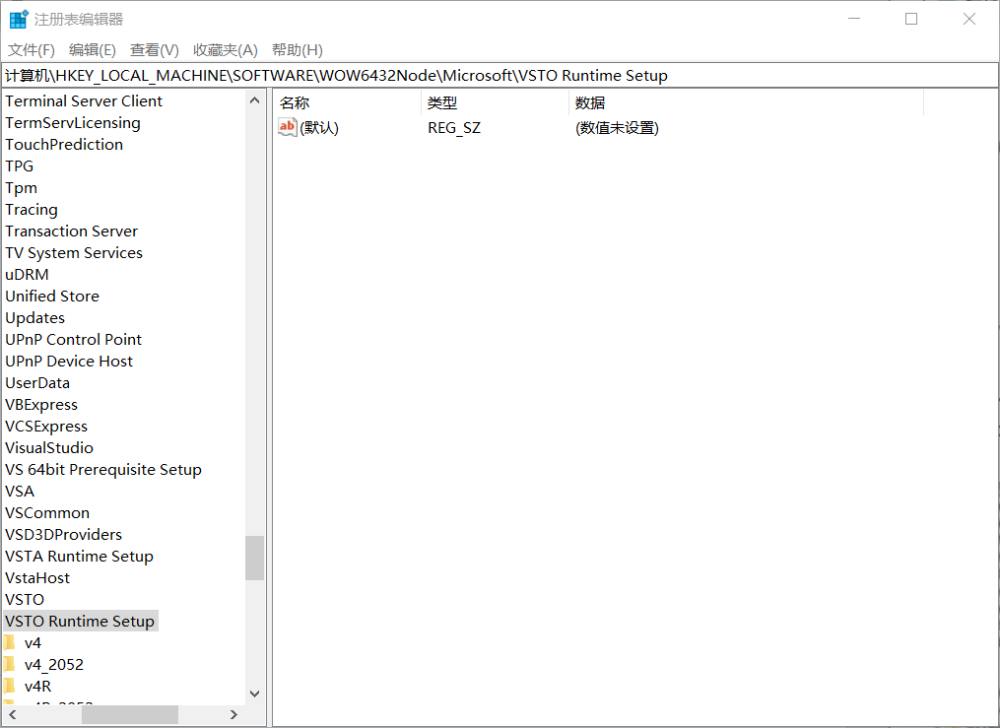 注册表编辑器
文件(F) 编辑(E) 查看(V) 收藏夹(A) 帮助(H)
计算机\HKEY_LOCAL_MACHINE\SOFTWARE\WOW6432Node\Microsoft\VSTO Runtime Setup
Terminal Server Client
TermServLicensing
TouchPrediction
TPG
Tpm
Tracing
Transaction Server
TV System Services
uDRM
Unified Store
Updates
UPnP Control Point
UPnP Device Host
UserData
VBExpress
VCSExpress
VisualStudio
VS 64bit Prerequisite Setup
VSA
VSCommon
VSD3DProviders
VSTA Runtime Setup
VstaHost
VSTO
VSTO Runtime Setup
v4
v4_2052
v4R
名称 类型 数据
ab (默认) REG_SZ (数值未设置)